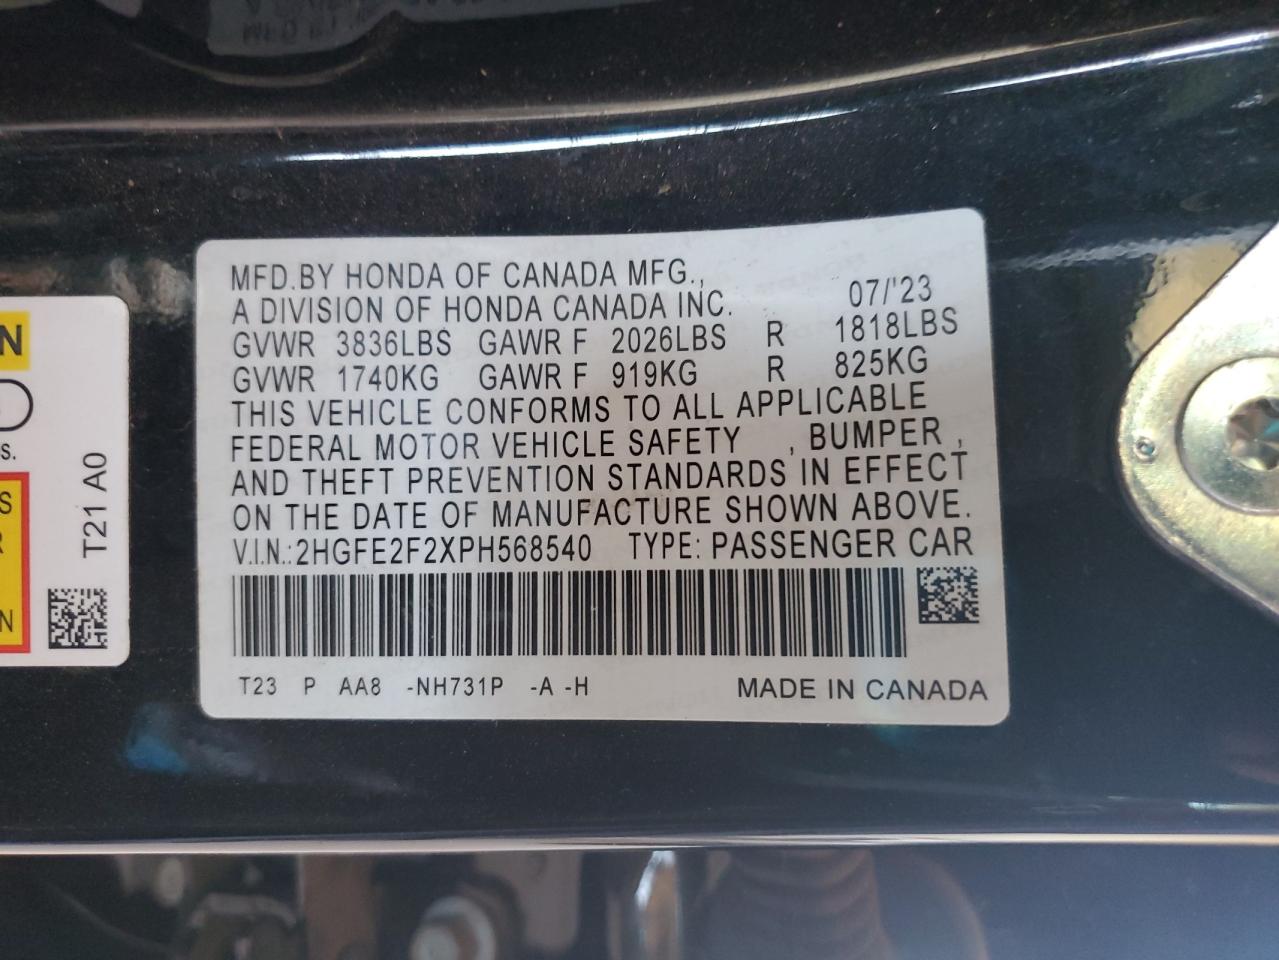 MFD.BY HONDA OF CANADA MFG.,
A DIVISION OF HONDA CANADA INC. 07/'23
GVWR 3836LBS GAWR F 2026LBS R 1818LBS
GVWR 1740KG GAWR F 919KG R 825KG
THIS VEHICLE CONFORMS TO ALL APPLICABLE
FEDERAL MOTOR VEHICLE SAFETY , BUMPER ,
AND THEFT PREVENTION STANDARDS IN EFFECT
ON THE DATE OF MANUFACTURE SHOWN ABOVE.
V.I.N.:2HGFE2F2XPH568540 TYPE: PASSENGER CAR
T23 P AA8 -NH731P -A -H MADE IN CANADA
T21 A0